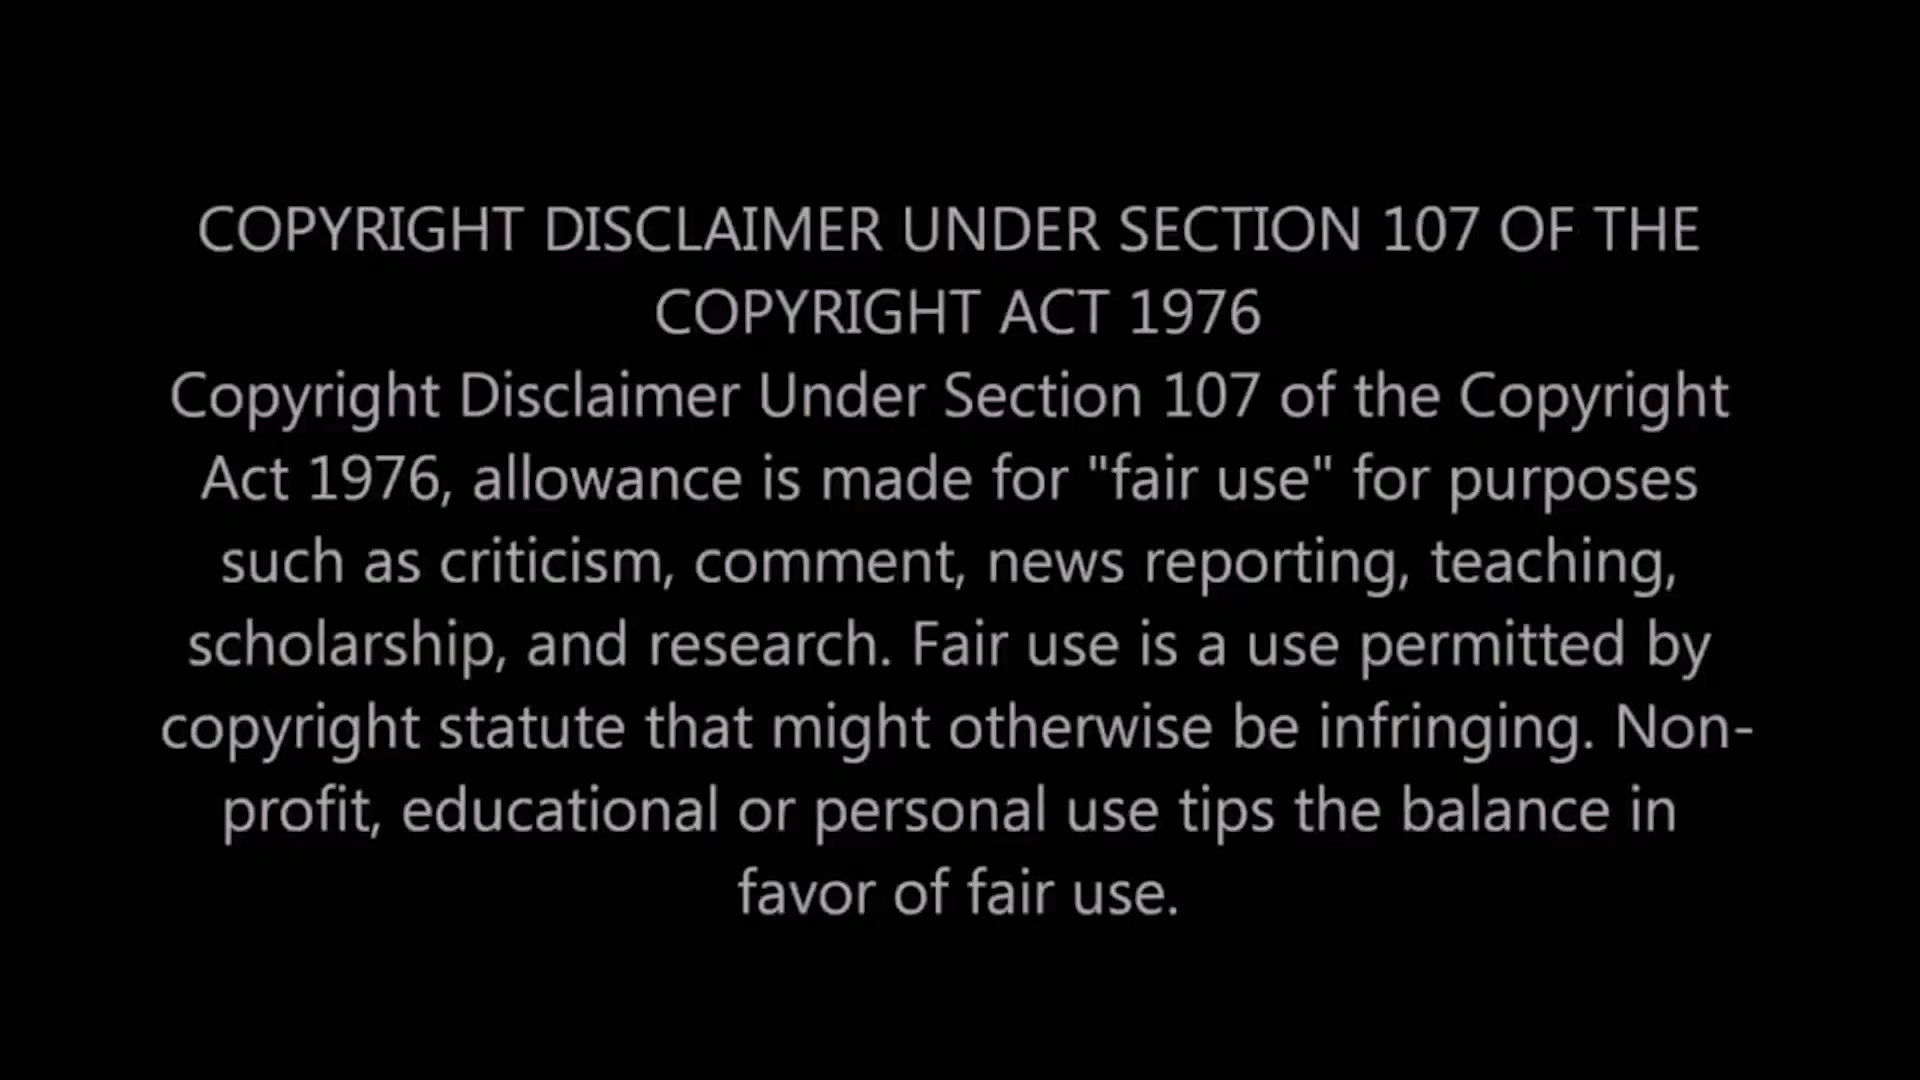 COPYRIGHT DISCLAIMER UNDER SECTION 107 OF THE
COPYRIGHT ACT 1976
Copyright Disclaimer Under Section 107 of the Copyright
Act 1976, allowance is made for "fair use" for purposes
such as criticism, comment, news reporting, teaching,
scholarship, and research. Fair use is a use permitted by
copyright statute that might otherwise be infringing. Non-
profit, educational or personal use tips the balance in
favor of fair use.